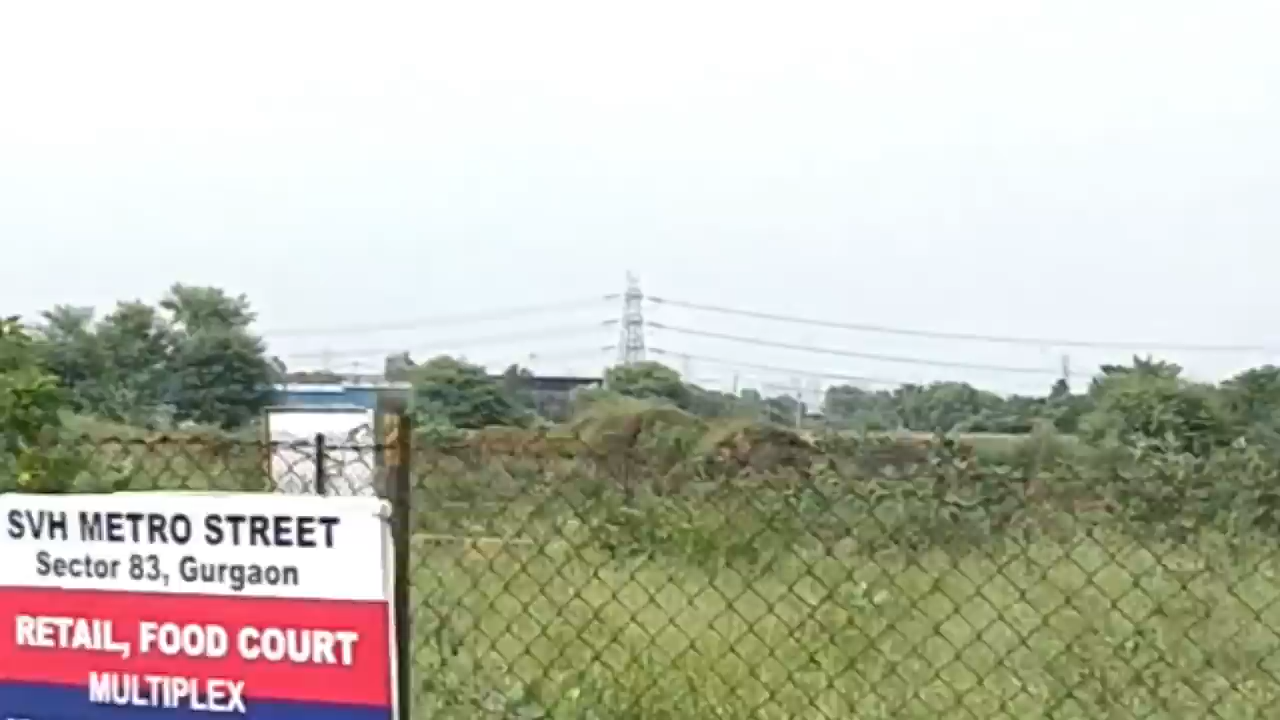 SVH METRO STREET
Sector 83, Gurgaon
RETAIL, FOOD COURT
MULTIPLEX